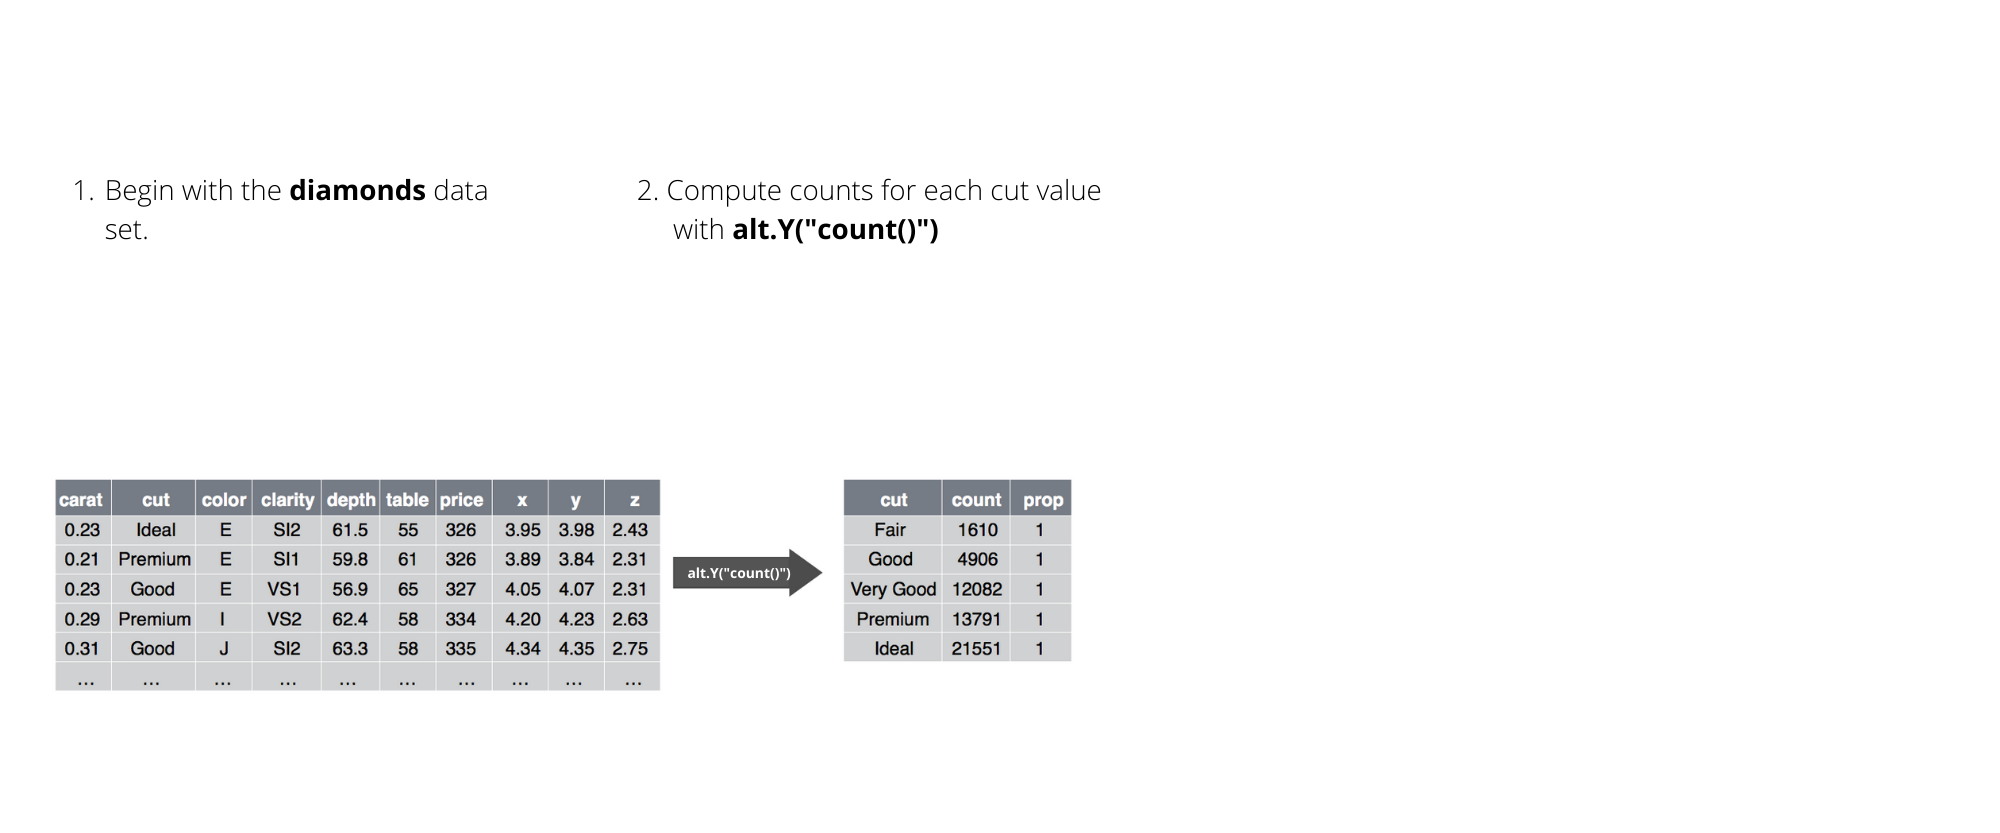 1. Begin with the diamonds data
set.
2. Compute counts for each cut value
with alt.Y("count()")
carat cut color clarity depth table price x y z
0.23 Ideal E SI2 61.5 55 326 3.95 3.98 2.43
0.21 Premium E SI1 59.8 61 326 3.89 3.84 2.31
0.23 Good E VS1 56.9 65 327 4.05 4.07 2.31
0.29 Premium I VS2 62.4 58 334 4.20 4.23 2.63
0.31 Good J SI2 63.3 58 335 4.34 4.35 2.75
... ... ... ... ... ... ... ... ... ...
alt.Y("count()")
cut count prop
Fair 1610 1
Good 4906 1
Very Good 12082 1
Premium 13791 1
Ideal 21551 1